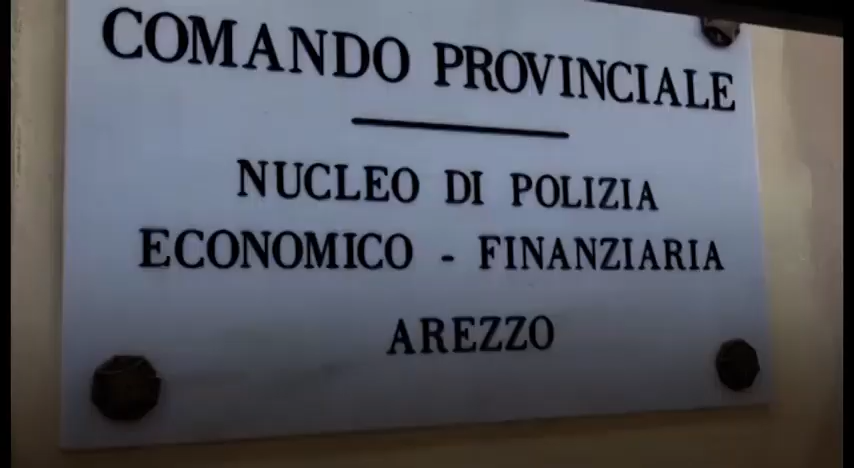 COMANDO PROVINCIALE
NUCLEO DI POLIZIA
ECONOMICO - FINANZIARIA
AREZZO